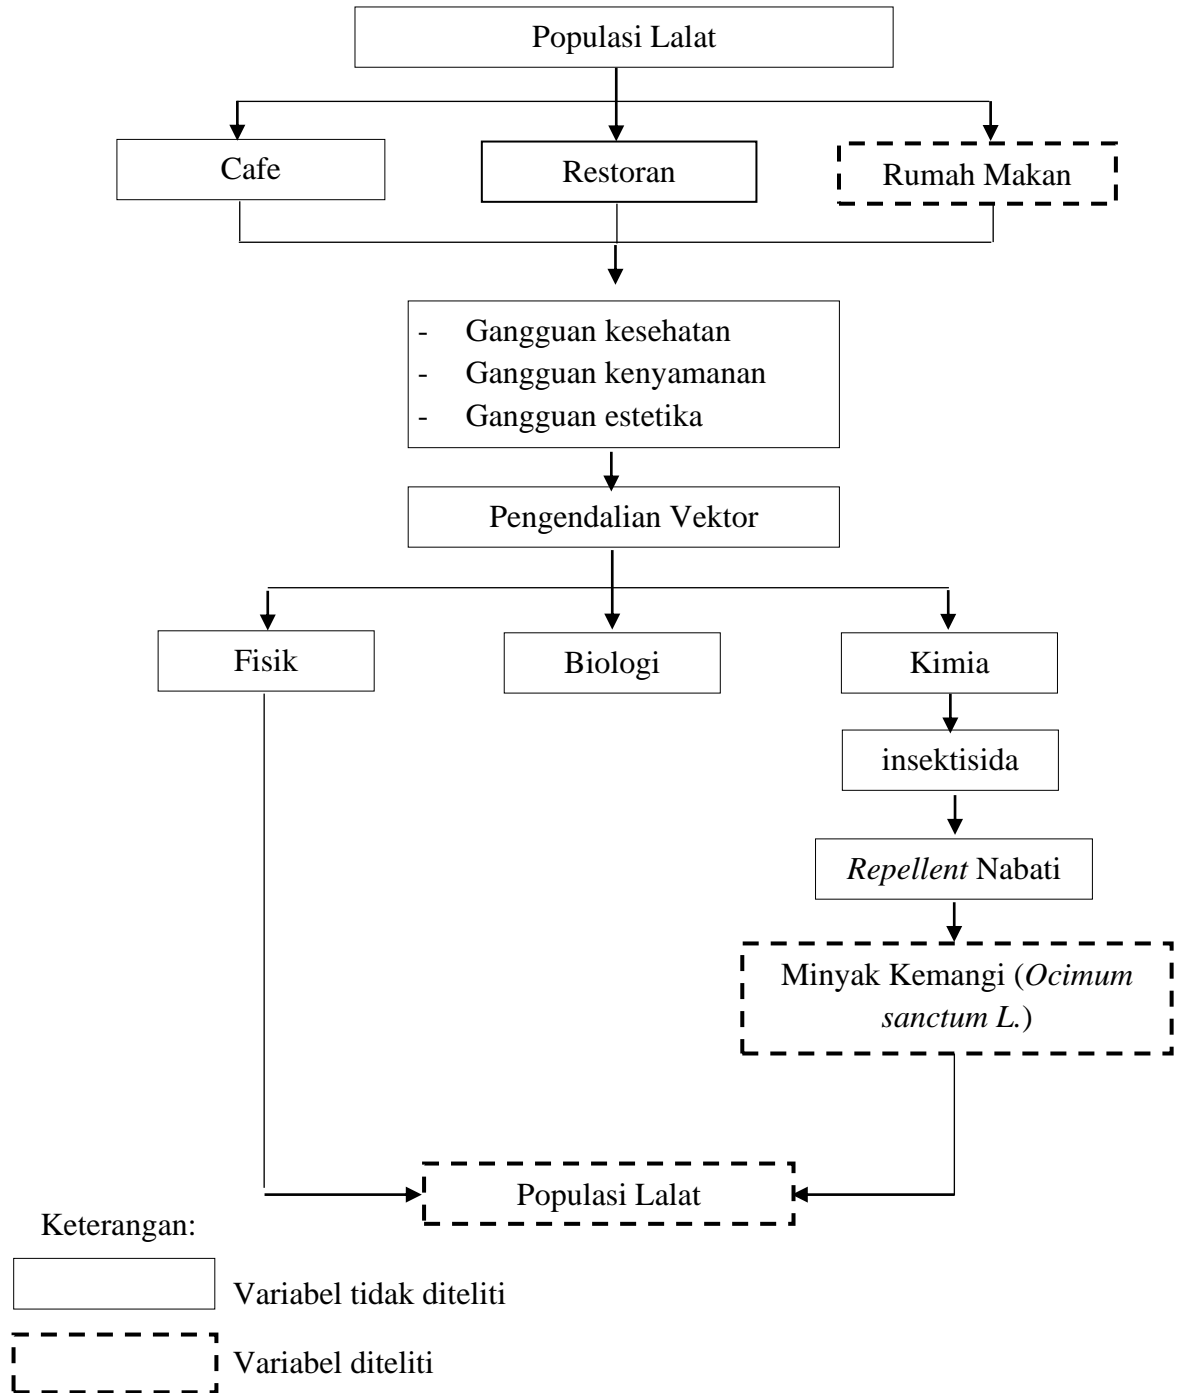 Populasi Lalat
Cafe
Restoran
Rumah Makan
- Gangguan kesehatan
- Gangguan kenyamanan
- Gangguan estetika
Pengendalian Vektor
Fisik
Biologi
Kimia
insektisida
Repellent Nabati
Minyak Kemangi (Ocimum
sanctum L.)
Populasi Lalat
Keterangan:
Variabel tidak diteliti
Variabel diteliti